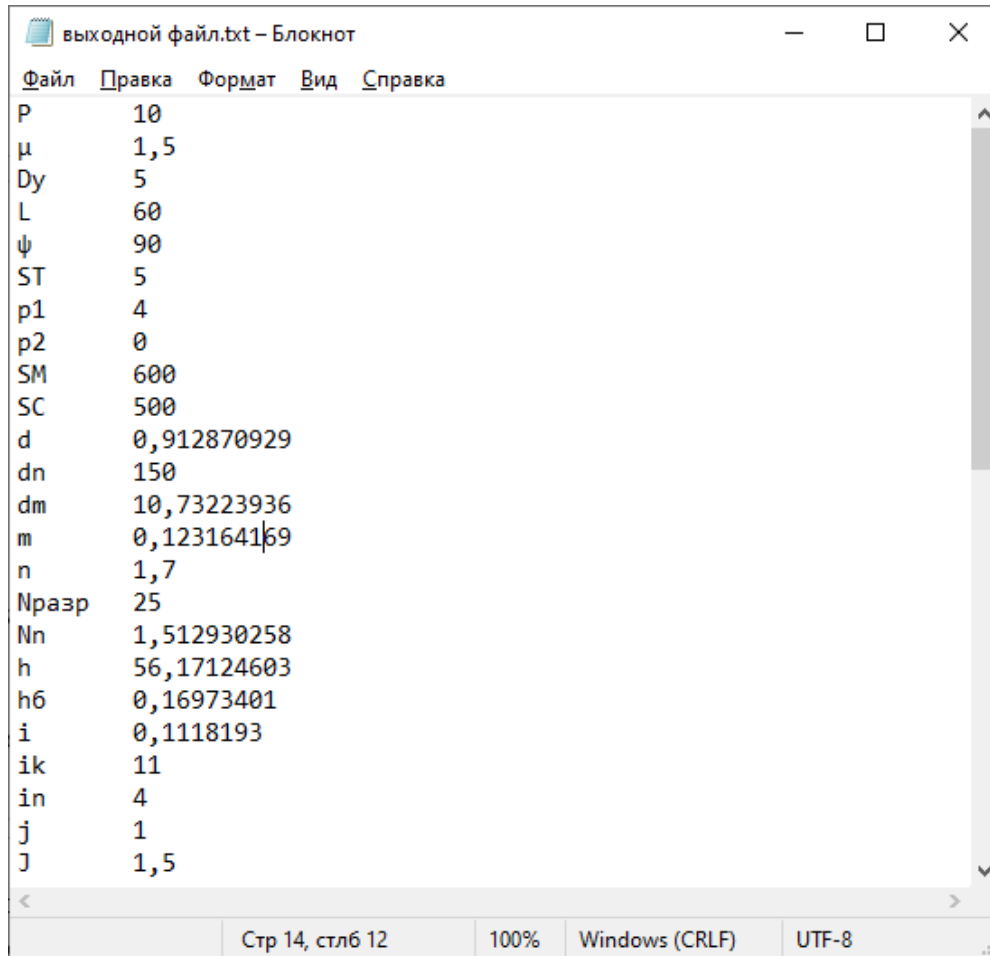 выходной файл.txt – Блокнот
Файл Правка Формат Вид Справка
P 10
μ 1,5
Dy 5
L 60
ψ 90
ST 5
p1 4
p2 0
SM 600
SC 500
d 0,912870929
dn 150
dm 10,73223936
m 0,123164169
n 1,7
Nразр 25
Nn 1,512930258
h 56,17124603
hб 0,16973401
i 0,1118193
ik 11
in 4
j 1
J 1,5
Стр 14, стлб 12 100% Windows (CRLF) UTF-8